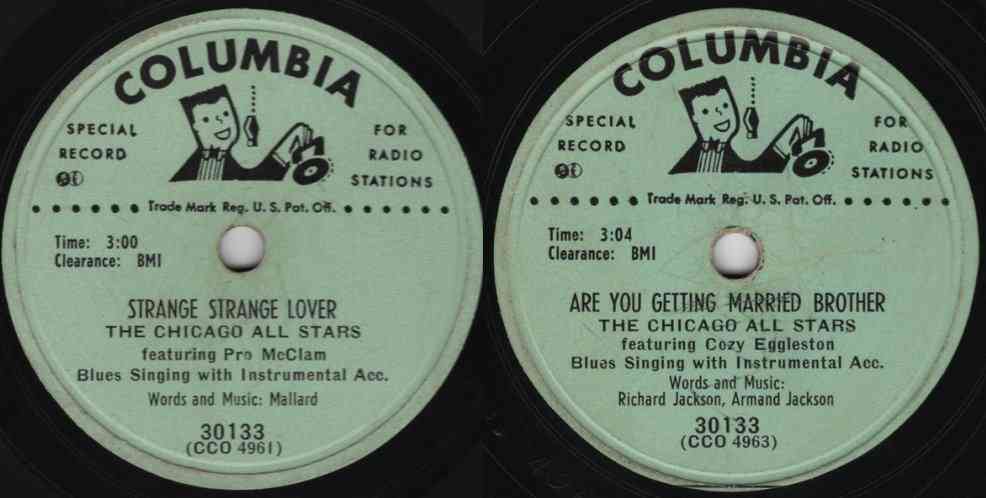 COLUMBIA
SPECIAL
RECORD
FOR
RADIO
STATIONS
Trade Mark Reg. U. S. Pat. Off.
Time: 3:00
Clearance: BMI
STRANGE STRANGE LOVER
THE CHICAGO ALL STARS
featuring Pro McClam
Blues Singing with Instrumental Acc.
Words and Music: Mallard
30133
(CCO 4961)
COLUMBIA
SPECIAL
RECORD
FOR
RADIO
STATIONS
Trade Mark Reg. U. S. Pat. Off.
Time: 3:04
Clearance: BMI
ARE YOU GETTING MARRIED BROTHER
THE CHICAGO ALL STARS
featuring Cozy Eggleston
Blues Singing with Instrumental Acc.
Words and Music:
Richard Jackson, Armand Jackson
30133
(CCO 4963)